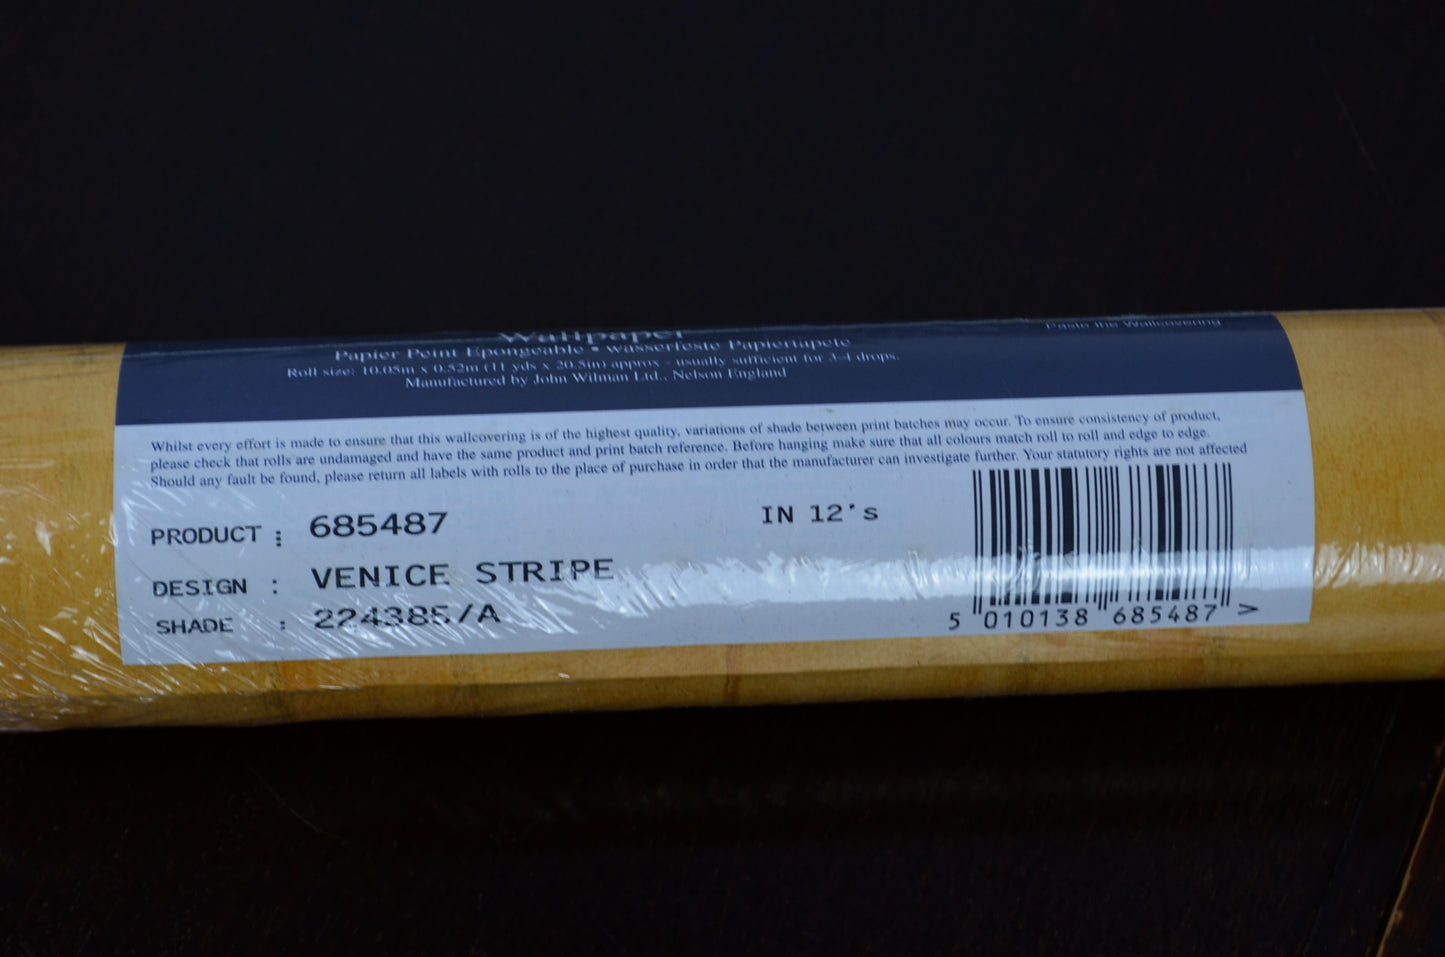 Wallpaper
Paste the Wallcovering
Papier Peint Epongeable • Wasserfeste Papiertapete
Roll size: 10.05m x 0.52m (11 yds x 20.5in) approx - usually sufficient for 3-4 drops.
Manufactured by John Wilman Ltd., Nelson England
Whilst every effort is made to ensure that this wallcovering is of the highest quality, variations of shade between print batches may occur. To ensure consistency of product,
please check that rolls are undamaged and have the same product and print batch reference. Before hanging make sure that all colours match roll to roll and edge to edge.
Should any fault be found, please return all labels with rolls to the place of purchase in order that the manufacturer can investigate further. Your statutory rights are not affected
PRODUCT : 685487
IN 12's
DESIGN : VENICE STRIPE
SHADE : 224385/A
5 010138 685487 >